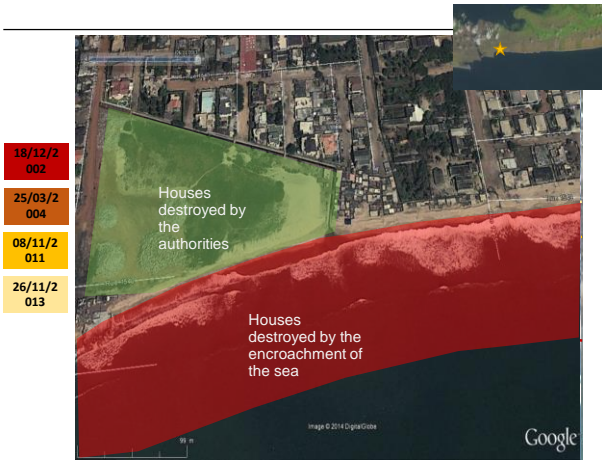 18/12/2
002
25/03/2
004
08/11/2
011
26/11/2
013
Houses
destroyed by
the
authorities
Houses
destroyed by the
encroachment of
the sea
Image © 2014 DigitalGlobe
99 m
Google